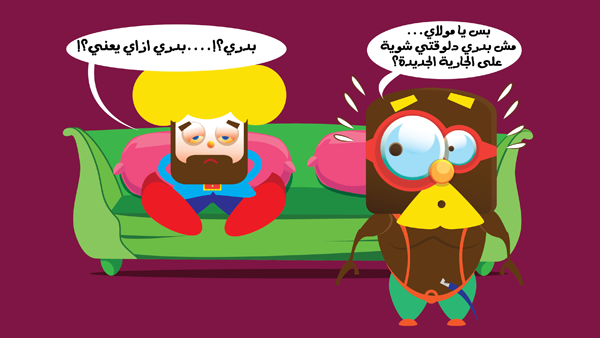 بس يا مولاي...
مش بدري دلوقتي شوية
على الجارية الجديدة؟
بدري؟!....بدري ازاي يعني؟!